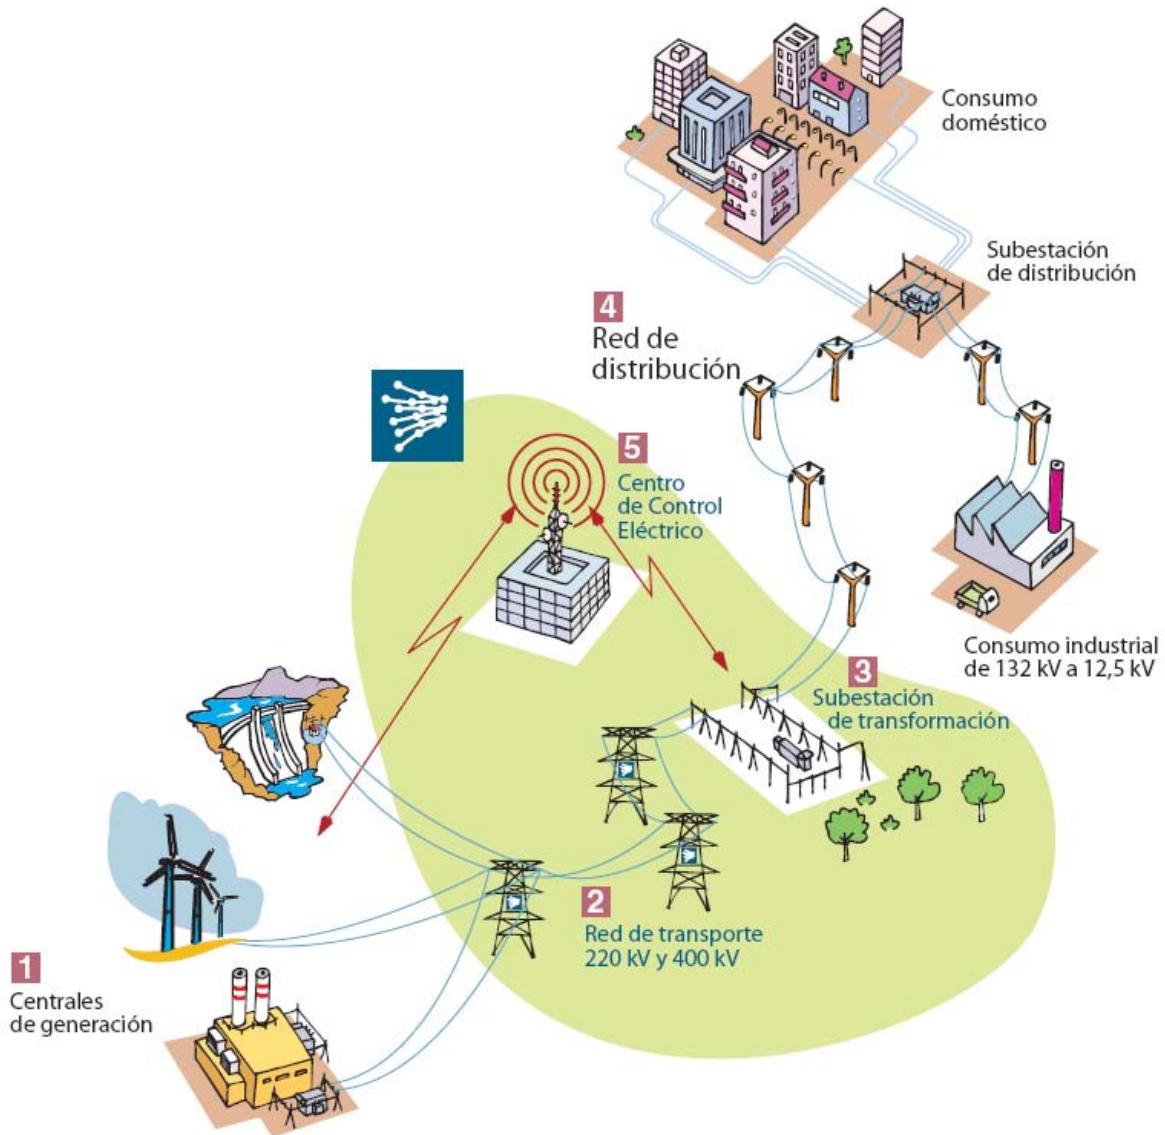 Consumo
doméstico
Subestación
de distribución
4
Red de
distribución
5
Centro
de Control
Eléctrico
Consumo industrial
de 132 kV a 12,5 kV
3
Subestación
de transformación
2
Red de transporte
220 kV y 400 kV
1
Centrales
de generación